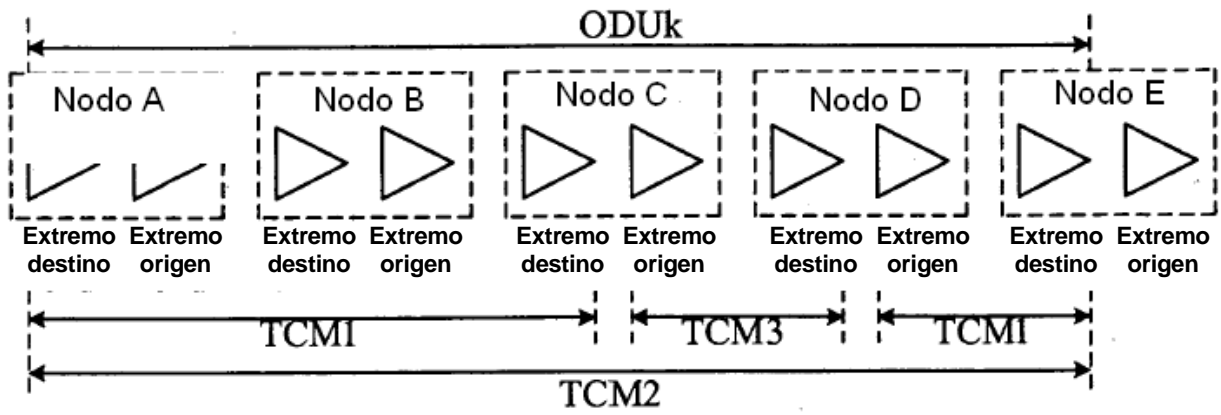 ODUk
Nodo A
Nodo B
Nodo C
Nodo D
Nodo E
Extremo destino
Extremo origen
Extremo destino
Extremo origen
Extremo destino
Extremo origen
Extremo destino
Extremo origen
Extremo destino
Extremo origen
TCM1
TCM3
TCM1
TCM2